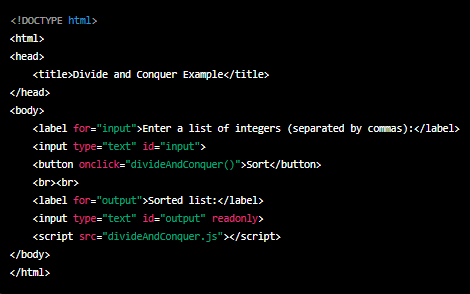 <!DOCTYPE html>
<html>
<head>
    <title>Divide and Conquer Example</title>
</head>
<body>
    <label for="input">Enter a list of integers (separated by commas):</label>
    <input type="text" id="input">
    <button onclick="divideAndConquer()">Sort</button>
    <br><br>
    <label for="output">Sorted list:</label>
    <input type="text" id="output" readonly>
    <script src="divideAndConquer.js"></script>
</body>
</html>